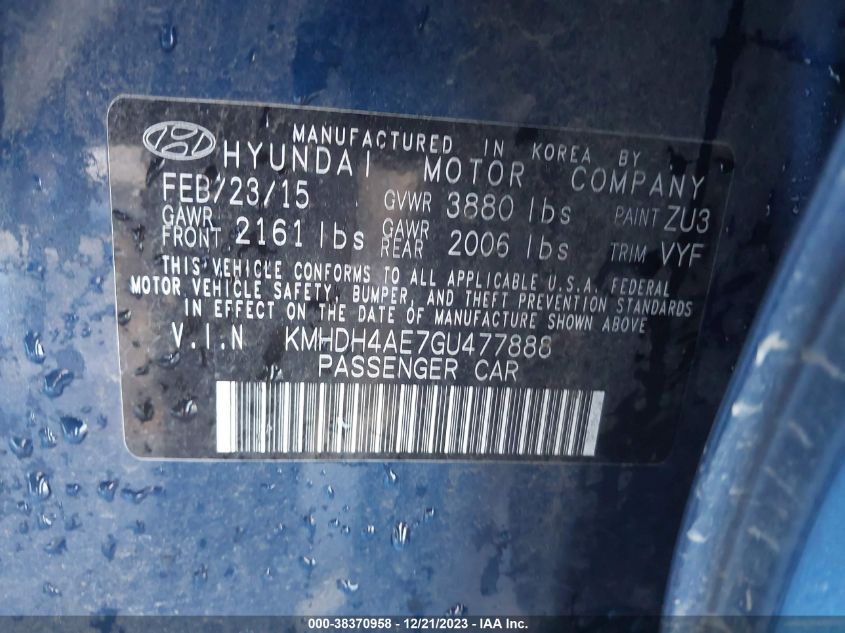 MANUFACTURED IN KOREA BY
HYUNDAI MOTOR COMPANY
FEB/23/15 GVWR 3880 lbs PAINT ZU3
GAWR FRONT 2161 lbs GAWR REAR 2006 lbs TRIM VYF
THIS VEHICLE CONFORMS TO ALL APPLICABLE U.S.A. FEDERAL
MOTOR VEHICLE SAFETY, BUMPER, AND THEFT PREVENTION STANDARDS
IN EFFECT ON THE DATE OF MANUFACTURE SHOWN ABOVE
V.I.N KMHDH4AE7GU477888
PASSENGER CAR
000-38370958 - 12/21/2023 - IAA Inc.